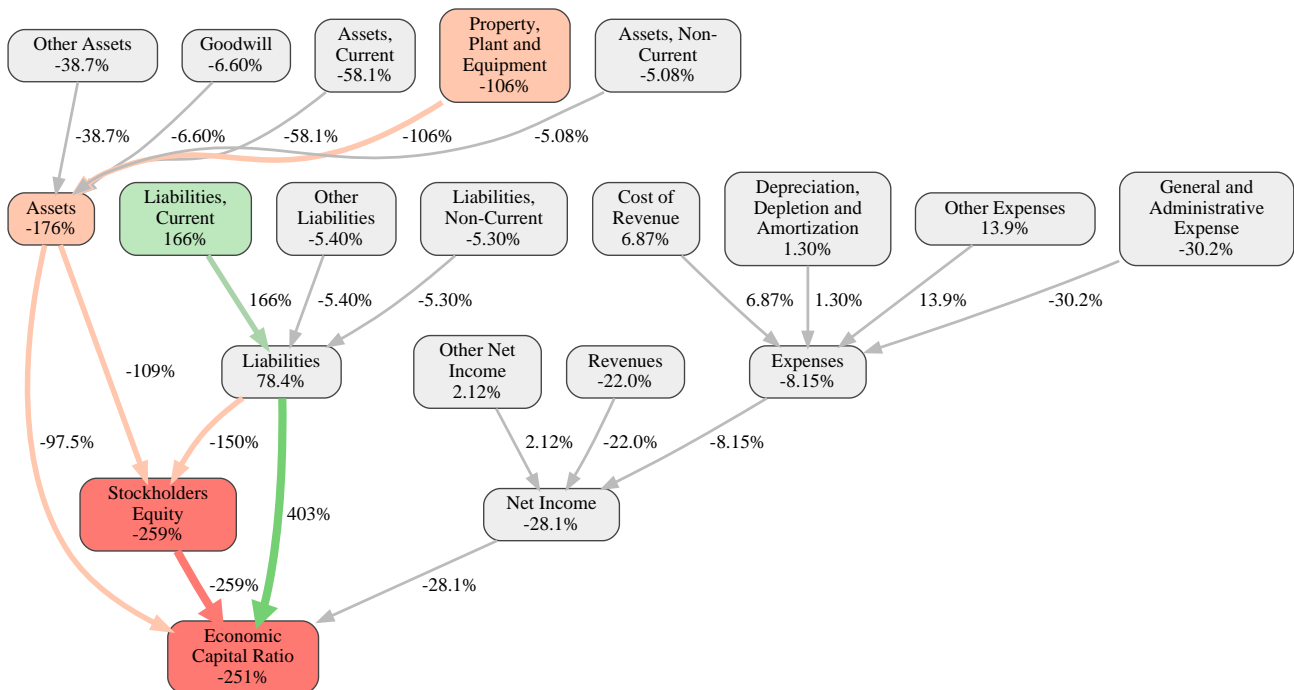 Other Assets
-38.7%
Goodwill
-6.60%
Assets,
Current
-58.1%
Property,
Plant and
Equipment
-106%
Assets, Non-
Current
-5.08%
-38.7%
-6.60%
-58.1%
-106%
-5.08%
Assets
-176%
Liabilities,
Current
166%
Other
Liabilities
-5.40%
Liabilities,
Non-Current
-5.30%
Cost of
Revenue
6.87%
Depreciation,
Depletion and
Amortization
1.30%
Other Expenses
13.9%
General and
Administrative
Expense
-30.2%
166%
-5.40%
-5.30%
6.87%
1.30%
13.9%
-30.2%
Liabilities
78.4%
Other Net
Income
2.12%
Revenues
-22.0%
Expenses
-8.15%
-109%
-97.5%
-150%
2.12%
-22.0%
-8.15%
Stockholders
Equity
-259%
403%
Net Income
-28.1%
-259%
-28.1%
Economic
Capital Ratio
-251%